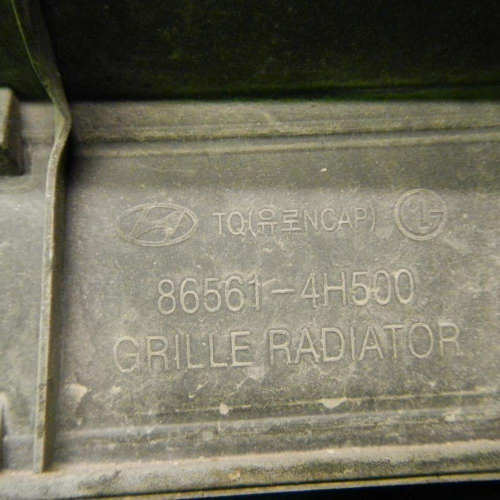 TQ(유로NCAP)
86561-4H500
GRILLE RADIATOR